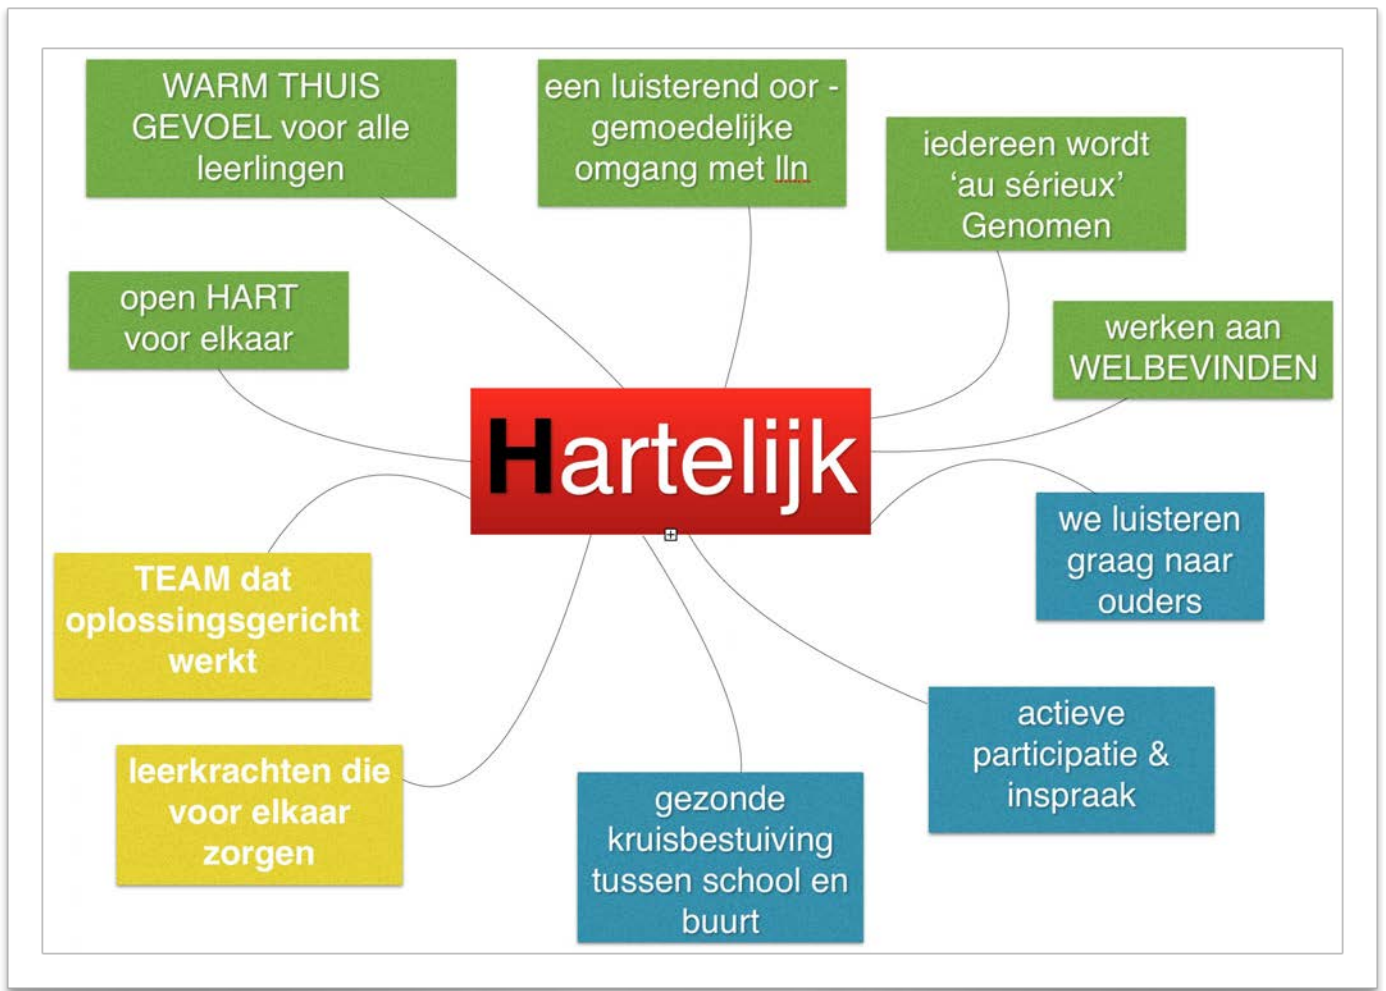 WARM THUIS
GEVOEL voor alle
leerlingen
een luisterend oor -
gemoedelijke
omgang met lln
iedereen wordt
‘au sérieux’
Genomen
open HART
voor elkaar
werken aan
WELBEVINDEN
Hartelijk
we luisteren
graag naar
ouders
TEAM dat
oplossingsgericht
werkt
actieve
participatie &
inspraak
leerkrachten die
voor elkaar
zorgen
gezonde
kruisbestuiving
tussen school en
buurt